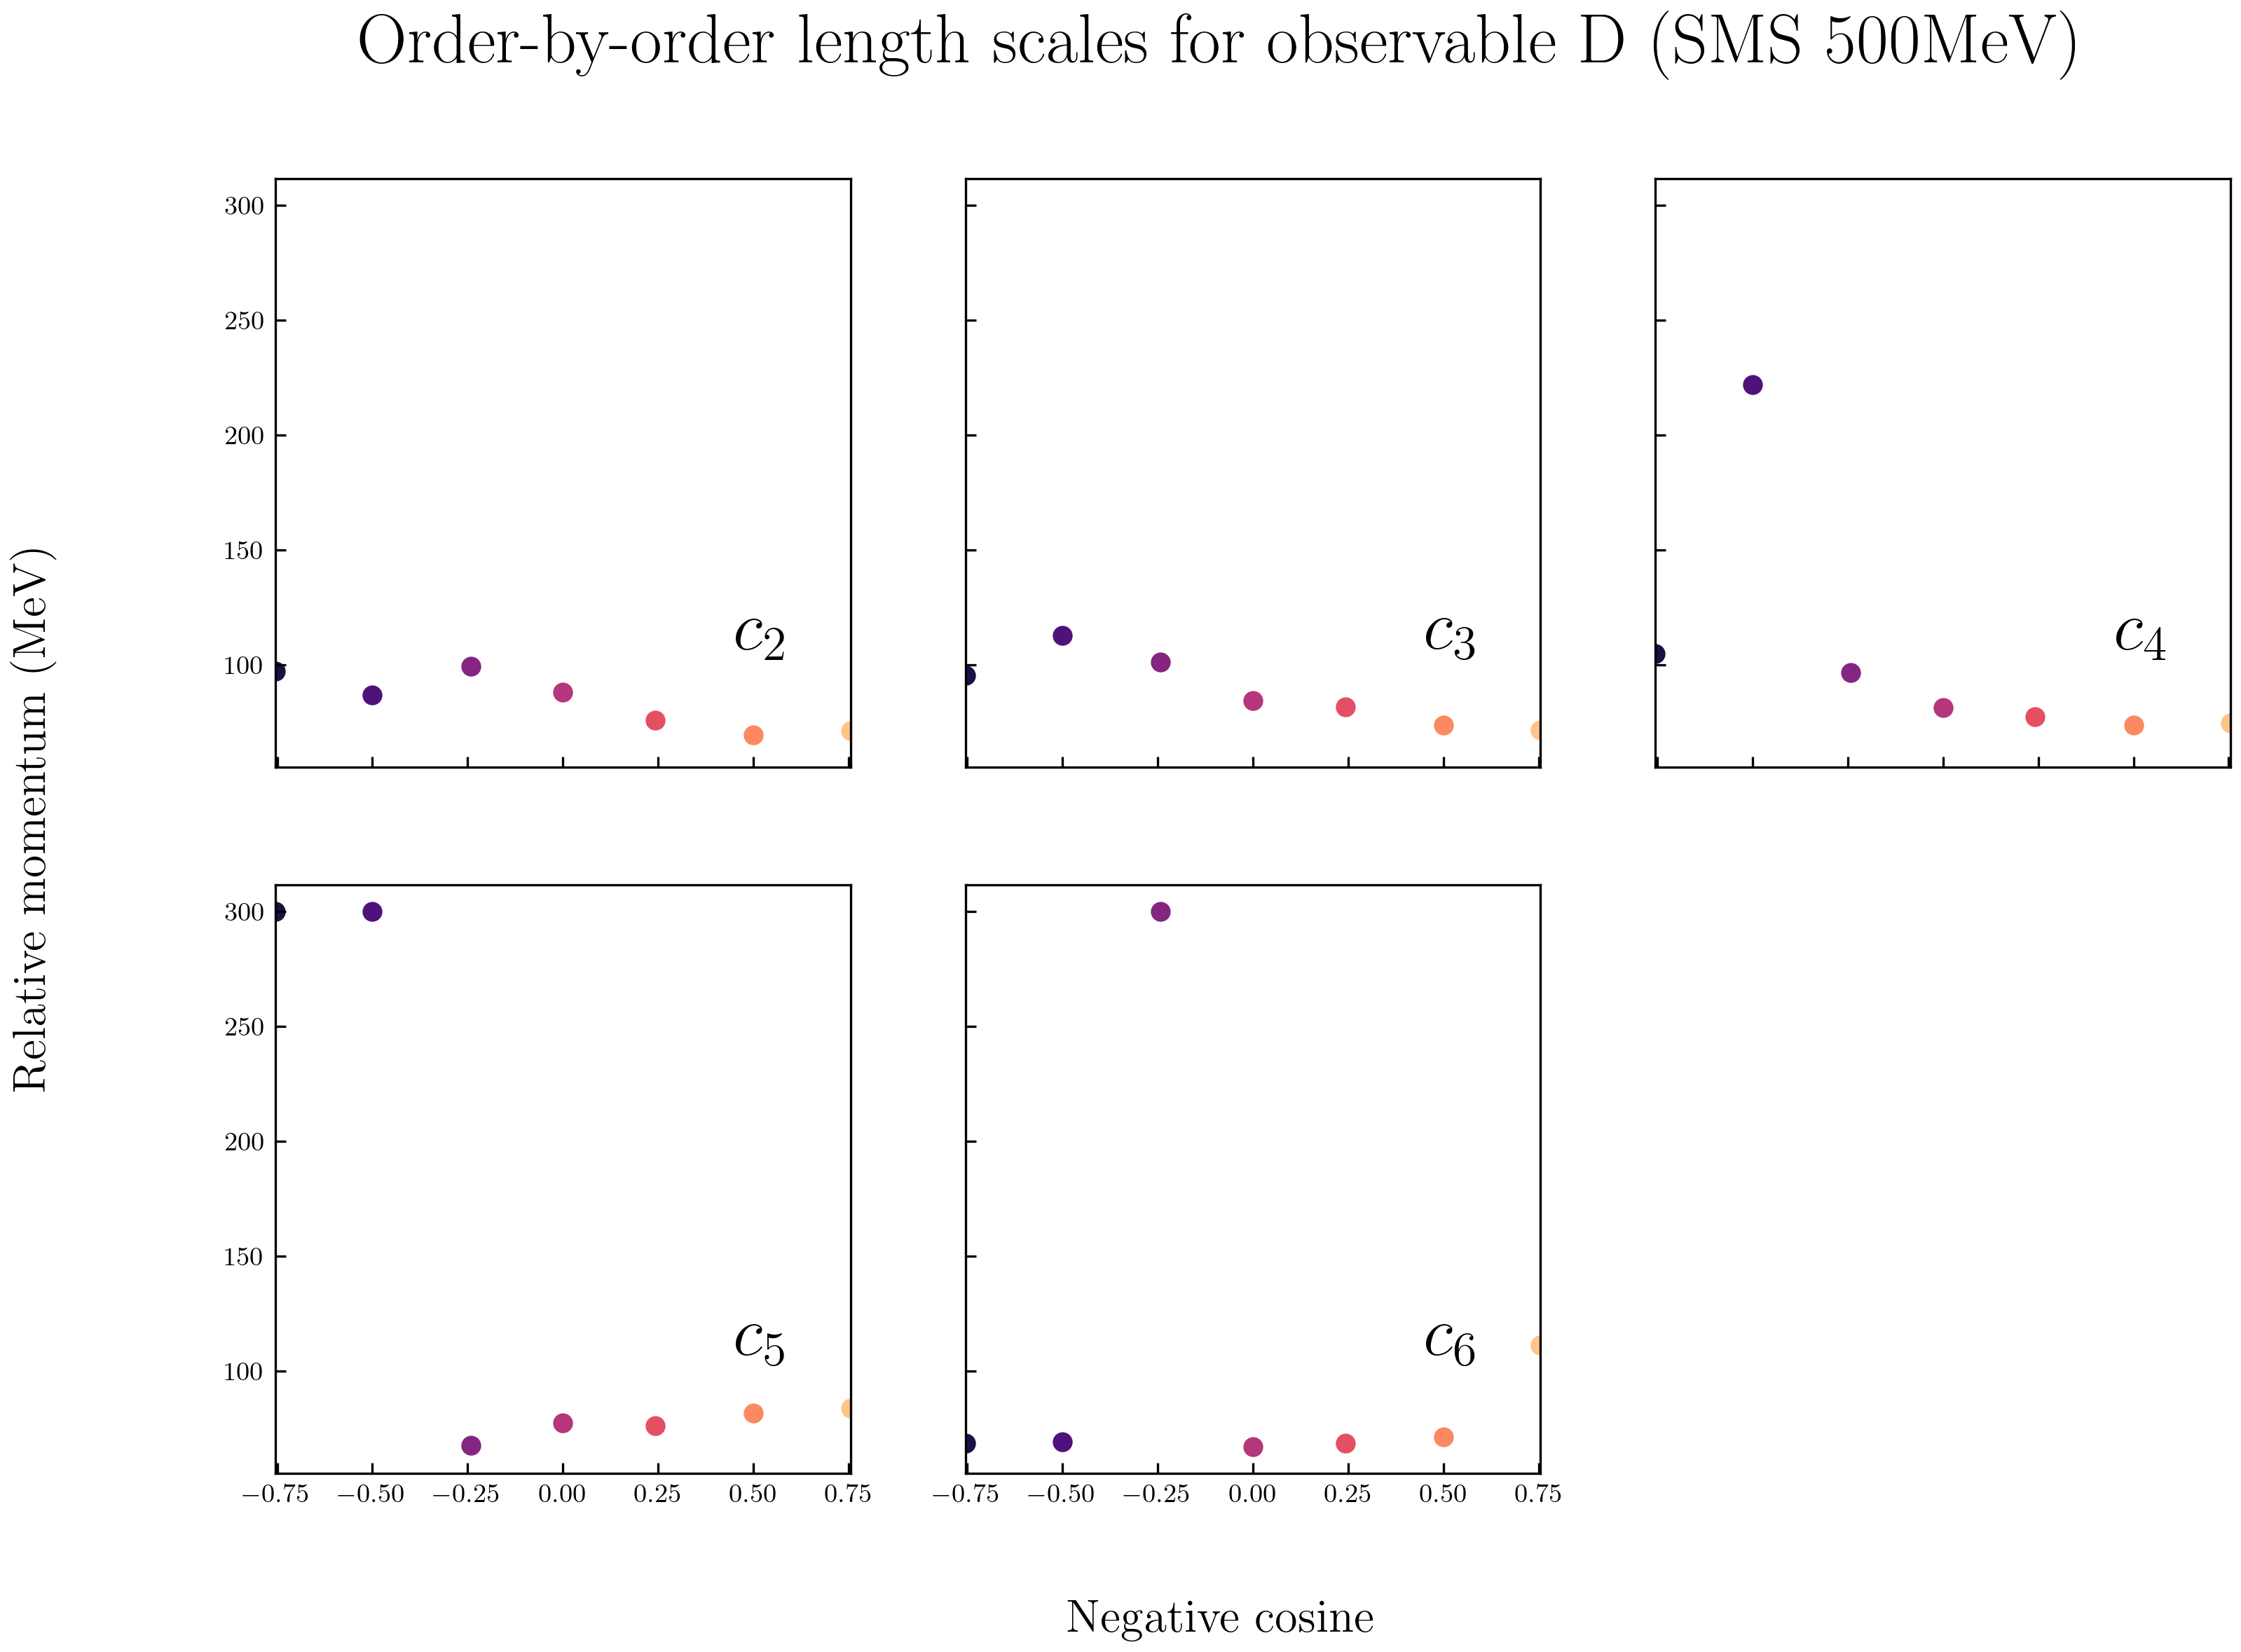 Order-by-order length scales for observable D (SMS 500MeV)
Relative momentum (MeV)
300
250
200
150
100
c2
c3
c4
300
250
200
150
100
c5
c6
−0.75 −0.50 −0.25 0.00 0.25 0.50 0.75
−0.75 −0.50 −0.25 0.00 0.25 0.50 0.75
Negative cosine